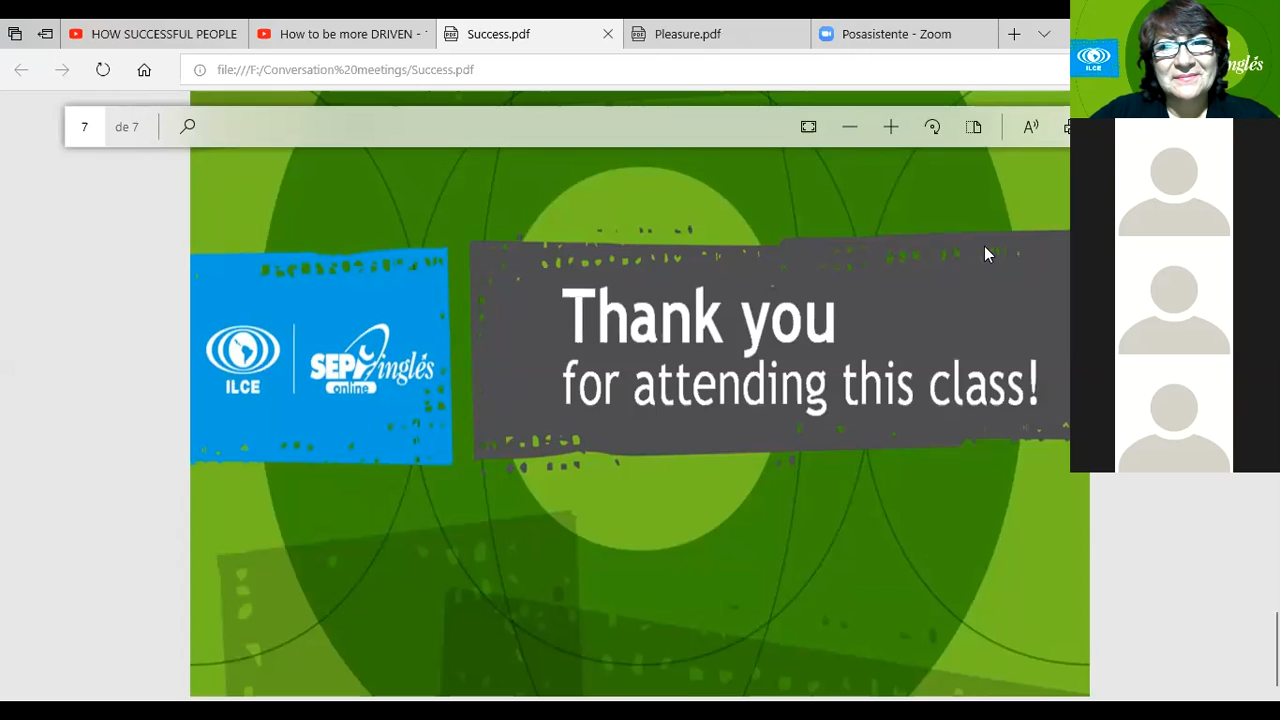 HOW SUCCESSFUL PEOPLE
How to be more DRIVEN -
Success.pdf
Pleasure.pdf
Posasistente - Zoom
file:///F:/Conversation%20meetings/Success.pdf
7 de 7
ILCE
inglés
Thank you
for attending this class!
ILCE
SEP inglés
online